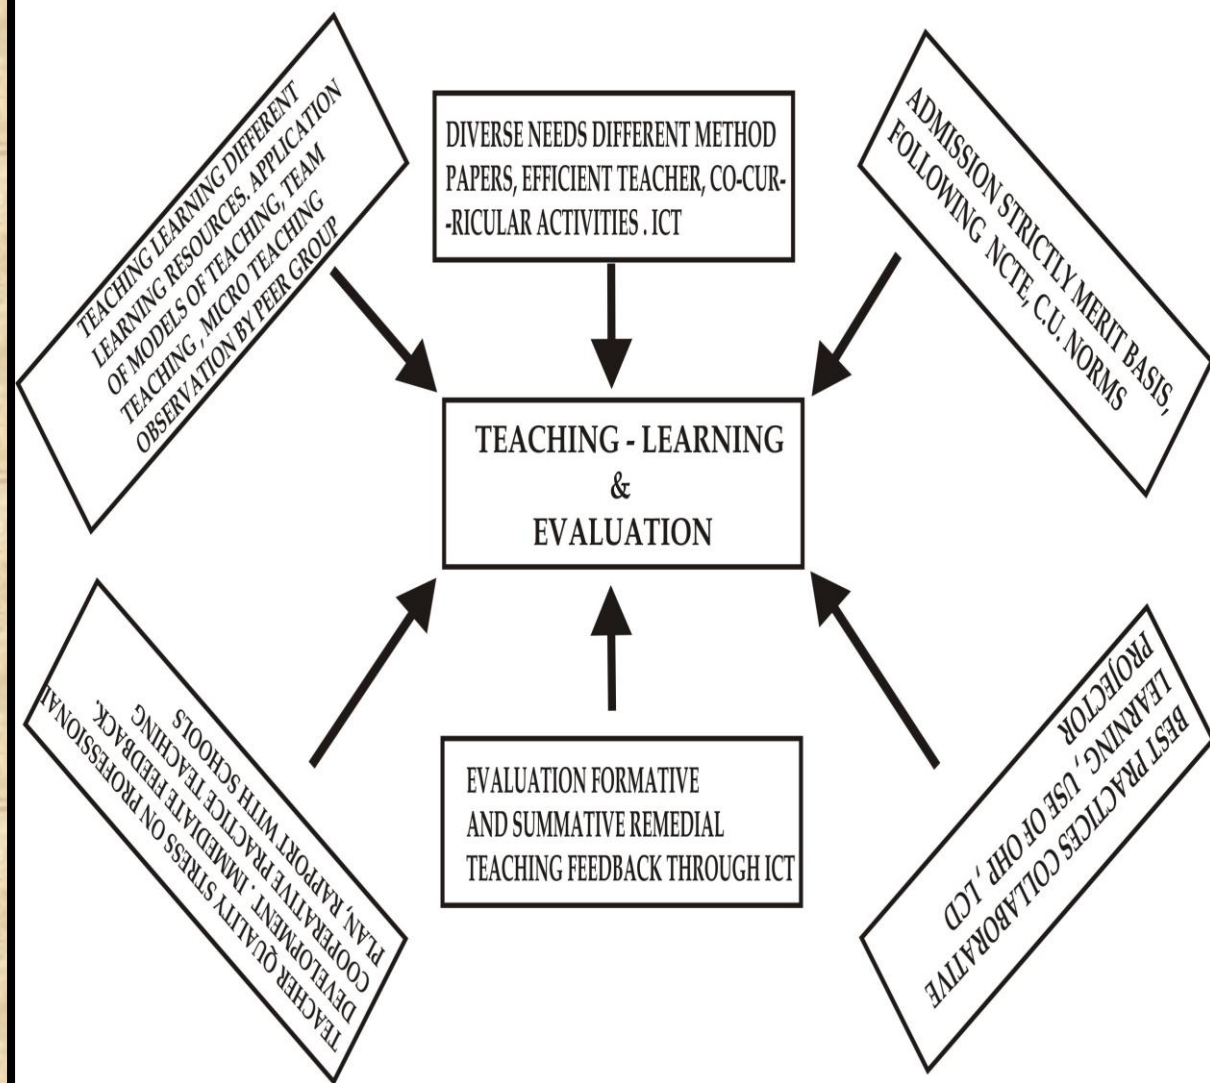 TEACHING LEARNING DIFFERENT
LEARNING RESOURCES. APPLICATION
OF MODELS OF TEACHING, TEAM
TEACHING , MICRO TEACHING
OBSERVATION BY PEER GROUP
DIVERSE NEEDS DIFFERENT METHOD
PAPERS, EFFICIENT TEACHER, CO-CUR-
-RICULAR ACTIVITIES . ICT
ADMISSION STRICTLY MERIT BASIS,
FOLLOWING NCTE, C.U. NORMS
TEACHING - LEARNING
&
EVALUATION
TEACHER QUALITY STRESS ON PROFESSIONAL
DEVELOPMENT . IMMEDIATE FEEDBACK.
COOPERATIVE PRACTICE TEACHING
PLAN, RAPPORT WITH SCHOOLS
EVALUATION FORMATIVE
AND SUMMATIVE REMEDIAL
TEACHING FEEDBACK THROUGH ICT
BEST PRACTICES COLLABORATIVE
LEARNING , USE OF OHP , LCD
PROJECTOR